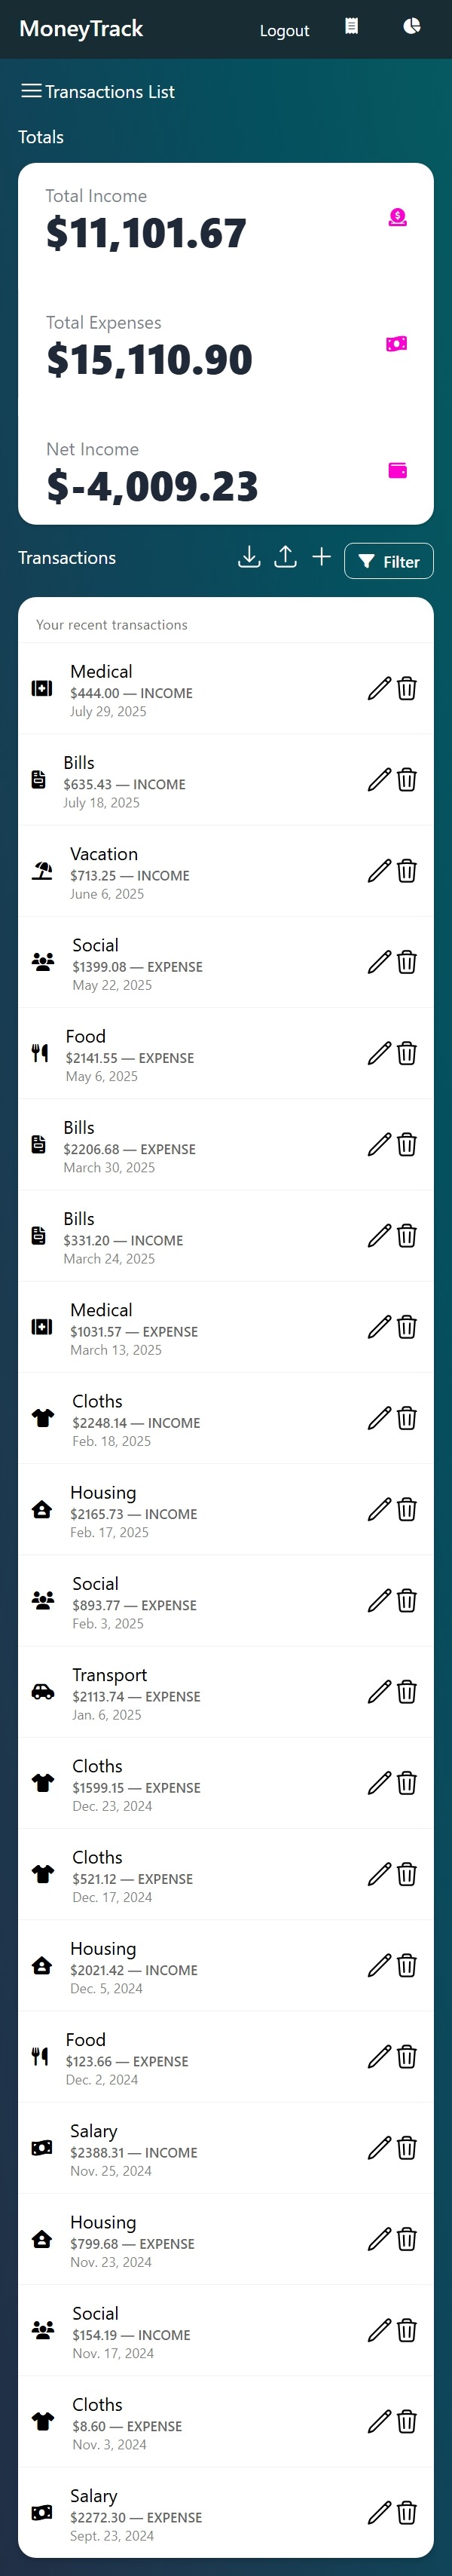 MoneyTrack
Logout
Transactions List
Totals
Total Income
$11,101.67
Total Expenses
$15,110.90
Net Income
$-4,009.23
Transactions
Filter
Your recent transactions
Medical
$444.00 — INCOME
July 29, 2025
Bills
$635.43 — INCOME
July 18, 2025
Vacation
$713.25 — INCOME
June 6, 2025
Social
$1399.08 — EXPENSE
May 22, 2025
Food
$2141.55 — EXPENSE
May 6, 2025
Bills
$2206.68 — EXPENSE
March 30, 2025
Bills
$331.20 — INCOME
March 24, 2025
Medical
$1031.57 — EXPENSE
March 13, 2025
Cloths
$2248.14 — INCOME
Feb. 18, 2025
Housing
$2165.73 — INCOME
Feb. 17, 2025
Social
$893.77 — EXPENSE
Feb. 3, 2025
Transport
$2113.74 — EXPENSE
Jan. 6, 2025
Cloths
$1599.15 — EXPENSE
Dec. 23, 2024
Cloths
$521.12 — EXPENSE
Dec. 17, 2024
Housing
$2021.42 — INCOME
Dec. 5, 2024
Food
$123.66 — EXPENSE
Dec. 2, 2024
Salary
$2388.31 — INCOME
Nov. 25, 2024
Housing
$799.68 — EXPENSE
Nov. 23, 2024
Social
$154.19 — INCOME
Nov. 17, 2024
Cloths
$8.60 — EXPENSE
Nov. 3, 2024
Salary
$2272.30 — EXPENSE
Sept. 23, 2024